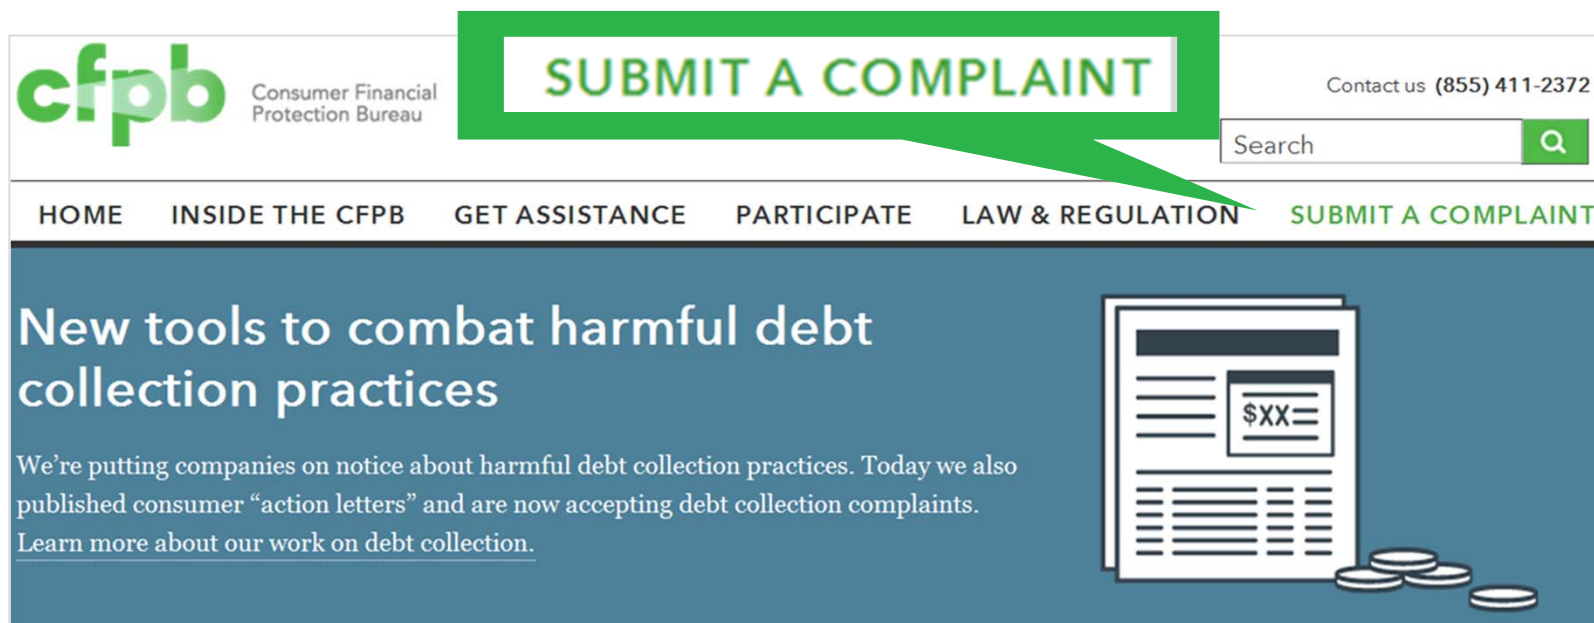 cfpb
Consumer Financial
Protection Bureau
SUBMIT A COMPLAINT
Contact us (855) 411-2372
Search
HOME INSIDE THE CFPB GET ASSISTANCE PARTICIPATE LAW & REGULATION SUBMIT A COMPLAINT
New tools to combat harmful debt
collection practices
We’re putting companies on notice about harmful debt collection practices. Today we also
published consumer “action letters” and are now accepting debt collection complaints.
Learn more about our work on debt collection.
$XX